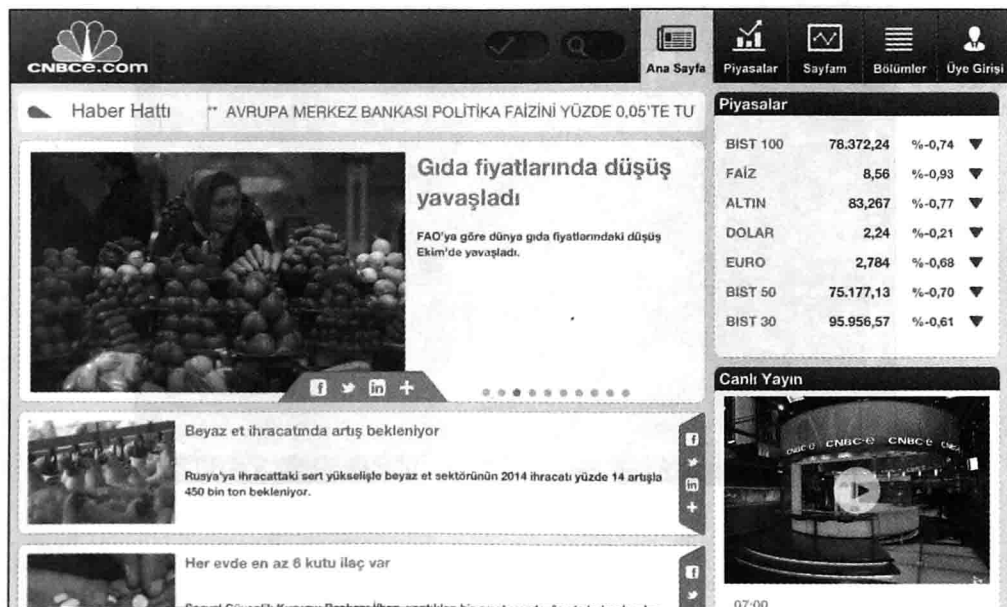 CNBCe.com
Ana Sayfa
Piyasalar
Sayfam
Bölümler
Üye Girişi
Haber Hattı
** AVRUPA MERKEZ BANKASI POLİTİKA FAİZİNİ YÜZDE 0,05'TE TU
Gıda fiyatlarında düşüş
yavaşladı
FAO'ya göre dünya gıda fiyatlarındaki düşüş
Ekim'de yavaşladı.
Beyaz et ihracatında artış bekleniyor
Rusya'ya ihracattaki sert yükselişle beyaz et sektörünün 2014 ihracatı yüzde 14 artışla
450 bin ton bekleniyor.
Her evde en az 6 kutu ilaç var
Piyasalar
BIST 100 78.372,24 %-0,74
FAİZ 8,56 %-0,93
ALTIN 83,267 %-0,77
DOLAR 2,24 %-0,21
EURO 2,784 %-0,68
BIST 50 75.177,13 %-0,70
BIST 30 95.956,57 %-0,61
Canlı Yayın
CNBC-e CNBC-e CNBC-e
07:00